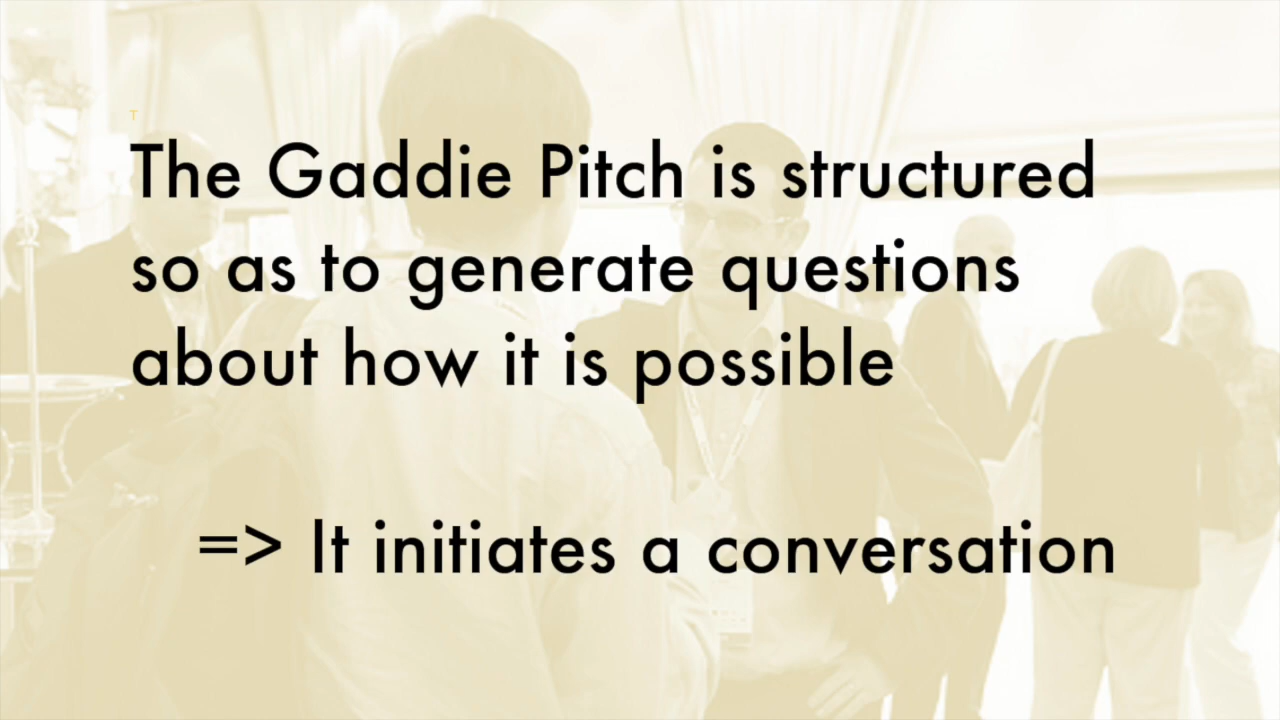 T
The Gaddie Pitch is structured
so as to generate questions
about how it is possible
=> It initiates a conversation